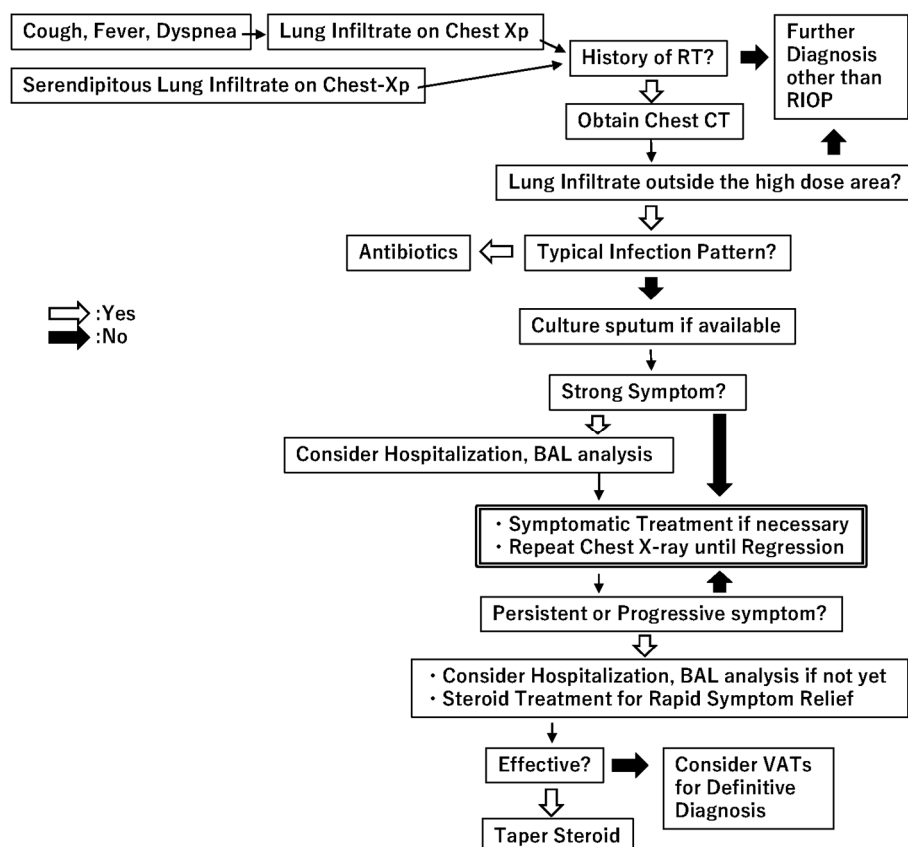 Cough, Fever, Dyspnea
Lung Infiltrate on Chest Xp
Serendipitous Lung Infiltrate on Chest-Xp
History of RT?
Further
Diagnosis
other than
RIOP
Obtain Chest CT
Lung Infiltrate outside the high dose area?
Antibiotics
Typical Infection Pattern?
:Yes
:No
Culture sputum if available
Strong Symptom?
Consider Hospitalization, BAL analysis
・Symptomatic Treatment if necessary
・Repeat Chest X-ray until Regression
Persistent or Progressive symptom?
・Consider Hospitalization, BAL analysis if not yet
・Steroid Treatment for Rapid Symptom Relief
Effective?
Consider VATs
for Definitive
Diagnosis
Taper Steroid